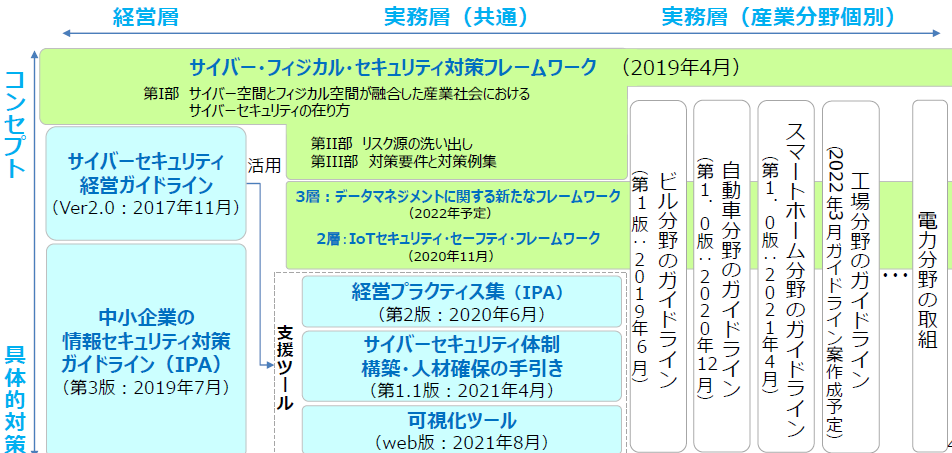 経営層
実務層（共通）
実務層（産業分野個別）
コンセプト
具体的対策
サイバー・フィジカル・セキュリティ対策フレームワーク （2019年4月）
第Ⅰ部 サイバー空間とフィジカル空間が融合した産業社会における
サイバーセキュリティの在り方
第II部 リスク源の洗い出し
第III部 対策要件と対策例集
サイバーセキュリティ
経営ガイドライン
（Ver2.0：2017年11月）
活用
3層：データマネジメントに関する新たなフレームワーク
（2022年予定）
2層：IoTセキュリティ・セーフティ・フレームワーク
（2020年11月）
中小企業の
情報セキュリティ対策
ガイドライン（IPA）
（第3版：2019年7月）
支援ツール
経営プラクティス集（IPA）
（第2版：2020年6月）
サイバーセキュリティ体制
構築・人材確保の手引き
（第1.1版：2021年4月）
可視化ツール
（web版：2021年8月）
ビル分野のガイドライン
（第１版：２０１９年６月）
自動車分野のガイドライン
（第１．０版：２０２０年12月）
スマートホーム分野のガイドライン
（第１．０版：２０２１年４月）
工場分野のガイドライン
（２０２２年３月ガイドライン案作成予定）
…
電力分野の取組